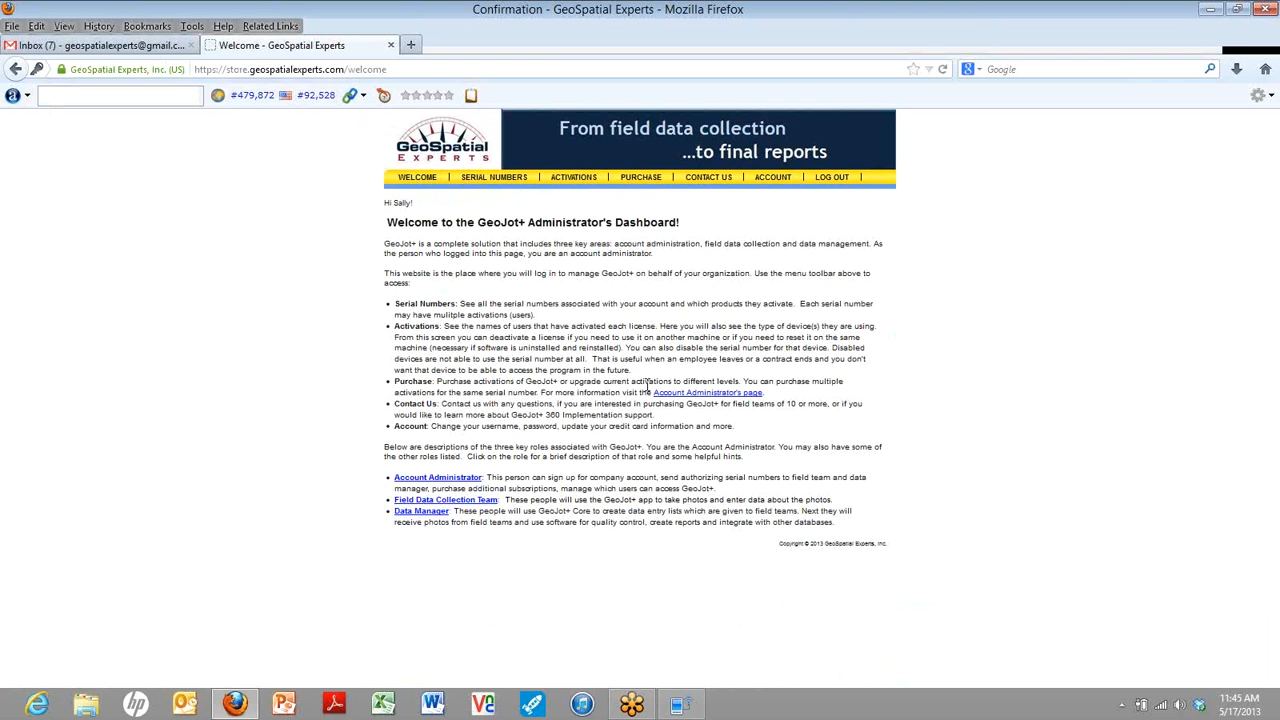 Confirmation - GeoSpatial Experts - Mozilla Firefox
File Edit View History Bookmarks Tools Help Related Links
Inbox (7) - geospatialexperts@gmail.c... × Welcome - GeoSpatial Experts ×
GeoSpatial Experts, Inc. (US) https://store.geospatialexperts.com/welcome Google
#479,872 #92,528
GeoSpatial
EXPERTS
From field data collection
...to final reports
WELCOME | SERIAL NUMBERS | ACTIVATIONS | PURCHASE | CONTACT US | ACCOUNT | LOG OUT |
Hi Sally!
Welcome to the GeoJot+ Administrator's Dashboard!
GeoJot+ is a complete solution that includes three key areas: account administration, field data collection and data management. As
the person who logged into this page, you are an account administrator.
This website is the place where you will log in to manage GeoJot+ on behalf of your organization. Use the menu toolbar above to
access:
• Serial Numbers: See all the serial numbers associated with your account and which products they activate. Each serial number
may have mulitple activations (users).
• Activations: See the names of users that have activated each license. Here you will also see the type of device(s) they are using.
From this screen you can deactivate a license if you need to use it on another machine or if you need to reset it on the same
machine (necessary if software is uninstalled and reinstalled). You can also disable the serial number for that device. Disabled
devices are not able to use the serial number at all. That is useful when an employee leaves or a contract ends and you don't
want that device to be able to access the program in the future.
• Purchase: Purchase activations of GeoJot+ or upgrade current activations to different levels. You can purchase multiple
activations for the same serial number. For more information visit the Account Administrator's page.
• Contact Us: Contact us with any questions, if you are interested in purchasing GeoJot+ for field teams of 10 or more, or if you
would like to learn more about GeoJot+ 360 Implementation support.
• Account: Change your username, password, update your credit card information and more.
Below are descriptions of the three key roles associated with GeoJot+. You are the Account Administrator. You may also have some of
the other roles listed. Click on the role for a brief description of that role and some helpful hints.
• Account Administrator: This person can sign up for company account, send authorizing serial numbers to field team and data
manager, purchase additional subscriptions, manage which users can access GeoJot+.
• Field Data Collection Team: These people will use the GeoJot+ app to take photos and enter data about the photos.
• Data Manager: These people will use GeoJot+ Core to create data entry lists which are given to field teams. Next they will
receive photos from field teams and use software for quality control, create reports and integrate with other databases.
Copyright © 2013 GeoSpatial Experts, Inc.
11:45 AM
5/17/2013